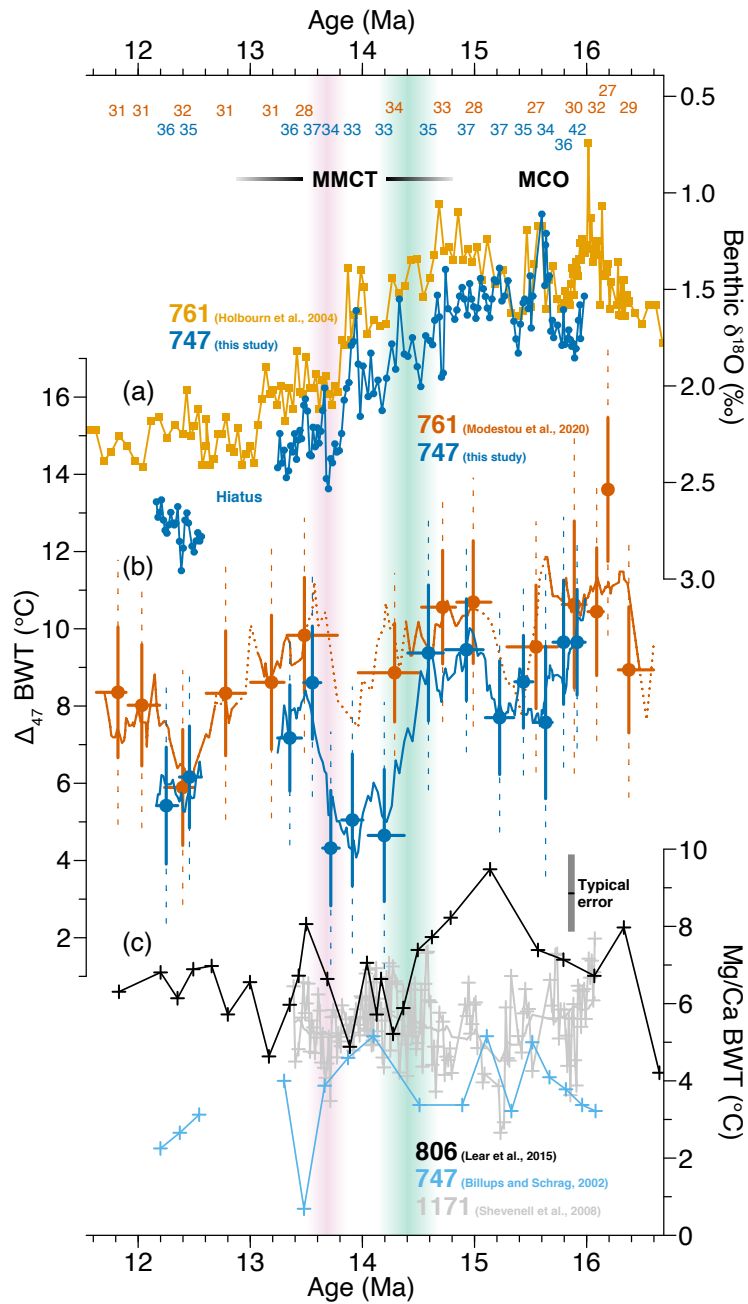 Age (Ma)
12 13 14 15 16
0.5
27
31 31 32 31 31 28 34 33 28 27 30 32 29
36 35 36 37 34 33 33 35 37 37 35 34 42
36
MMCT MCO
1.0
Benthic δ¹⁸O (‰)
1.5
761 (Holbourn et al., 2004)
747 (this study)
(a)
2.0
16
761 (Modestou et al., 2020)
747 (this study)
14
Hiatus
2.5
12
(b)
3.0
Δ₄₇ BWT (°C)
10
8
6
4
10
Typical
error
2
(c)
8
Mg/Ca BWT (°C)
6
4
806 (Lear et al., 2015)
747 (Billups and Schrag, 2002)
1171 (Shevenell et al., 2008)
2
0
12 13 14 15 16
Age (Ma)